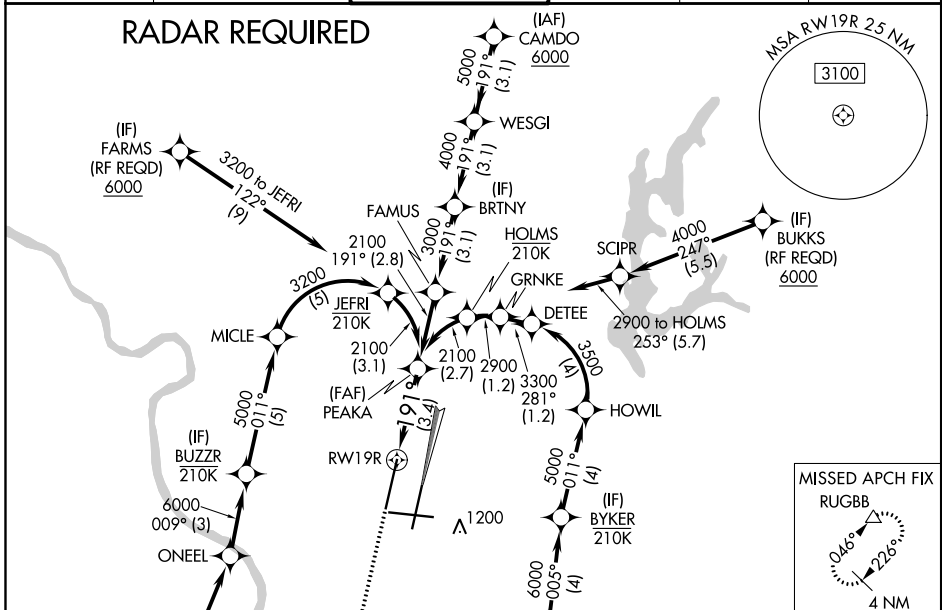 RADAR REQUIRED
(IAF)
CAMDO
6000
5000
191°
(3.1)
WESGI
4000
191°
(3.1)
(IF)
BRTNY
3000
191°
(3.1)
MSA RW19R 25 NM
3100
(IF)
FARMS
(RF REQD)
6000
3200 to JEFRI
122°
(9)
FAMUS
2100
191° (2.8)
HOLMS
210K
GRNKE
DETEE
SCIPR
4000
247°
(5.5)
(IF)
BUKKS
(RF REQD)
6000
2900 to HOLMS
253° (5.7)
3200
(5)
JEFRI
210K
MICLE
2100
(3.1)
2100
(2.7)
2900
(1.2)
3300
281°
(1.2)
3500
(4)
HOWIL
(FAF)
PEAKA
191°
(3.4)
RW19R
1200
5000
011°
(5)
(IF)
BUZZR
210K
6000
009° (3)
ONEEL
5000
011°
(4)
(IF)
BYKER
210K
6000
005°
(4)
MISSED APCH FIX
RUGBB
046°
226°
4 NM